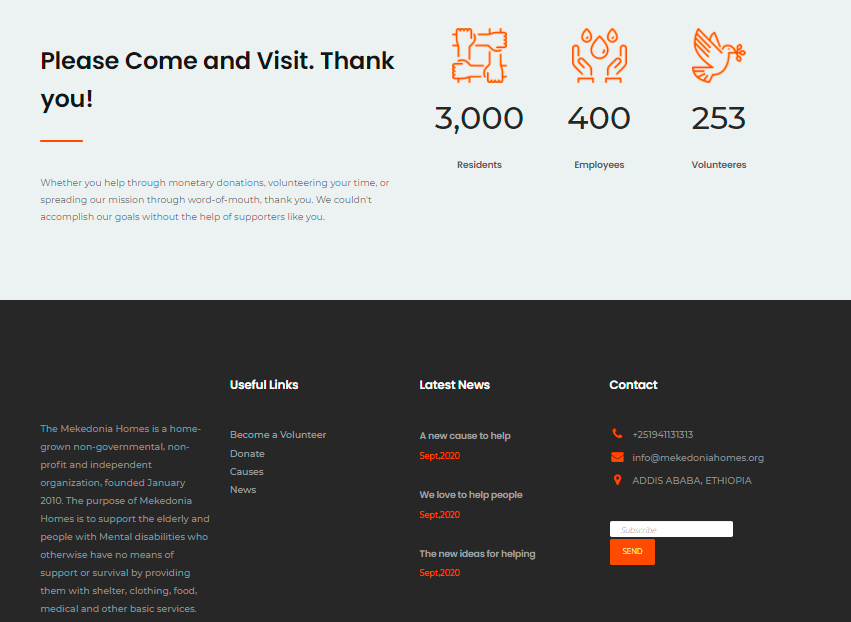 Please Come and Visit. Thank
you!
Whether you help through monetary donations, volunteering your time, or
spreading our mission through word-of-mouth, thank you. We couldn't
accomplish our goals without the help of supporters like you.
3,000
Residents
400
Employees
253
Volunteeres
The Mekedonia Homes is a home-
grown non-governmental, non-
profit and independent
organization, founded January
2010. The purpose of Mekedonia
Homes is to support the elderly and
people with Mental disabilities who
otherwise have no means of
support or survival by providing
them with shelter, clothing, food,
medical and other basic services.
Useful Links
Become a Volunteer
Donate
Causes
News
Latest News
A new cause to help
Sept,2020
We love to help people
Sept,2020
The new ideas for helping
Sept,2020
Contact
+251941131313
info@mekedoniahomes.org
ADDIS ABABA, ETHIOPIA
Subscribe
SEND